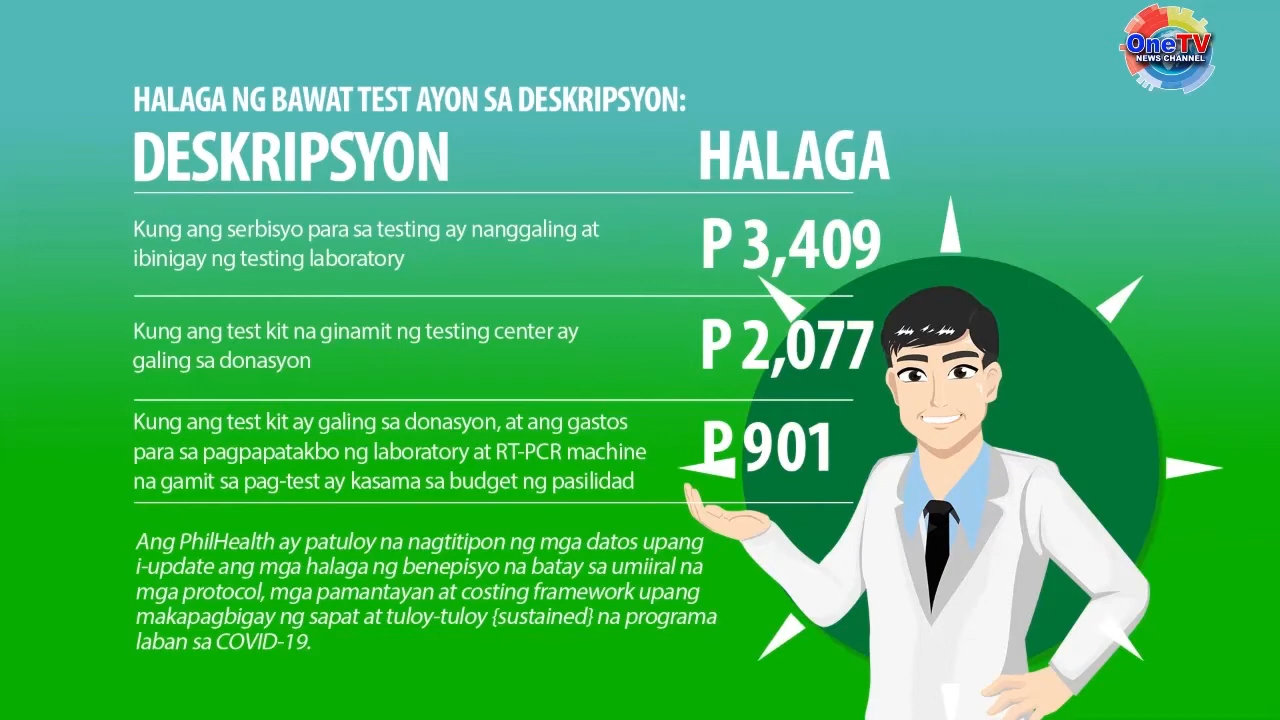 OneTV
NEWS CHANNEL
HALAGA NG BAWAT TEST AYON SA DESKRIPSYON:
DESKRIPSYON HALAGA
Kung ang serbisyo para sa testing ay nanggaling at
ibinigay ng testing laboratory
P 3,409
Kung ang test kit na ginamit ng testing center ay
galing sa donasyon
P 2,077
Kung ang test kit ay galing sa donasyon, at ang gastos
para sa pagpapatakbo ng laboratory at RT-PCR machine
na gamit sa pag-test ay kasama sa budget ng pasilidad
P 901
Ang PhilHealth ay patuloy na nagtitipon ng mga datos upang
i-update ang mga halaga ng benepisyo na batay sa umiiral na
mga protocol, mga pamantayan at costing framework upang
makapagbigay ng sapat at tuloy-tuloy {sustained} na programa
laban sa COVID-19.